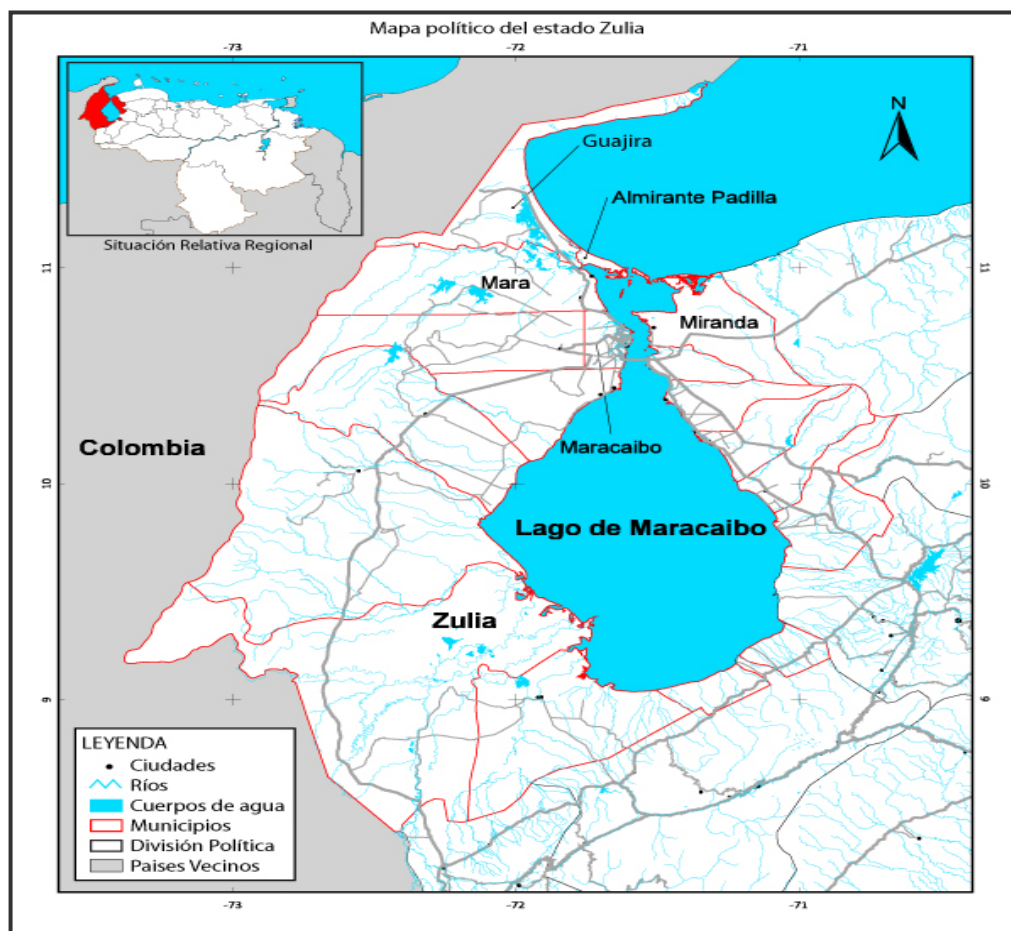 Mapa político del estado Zulia
-73
-72
-71
N
Situación Relativa Regional
Guajira
Almirante Padilla
11
11
Mara
Miranda
Colombia
Maracaibo
10
10
Lago de Maracaibo
Zulia
9
9
LEYENDA
Ciudades
Ríos
Cuerpos de agua
Municipios
División Política
Paises Vecinos
-73
-72
-71